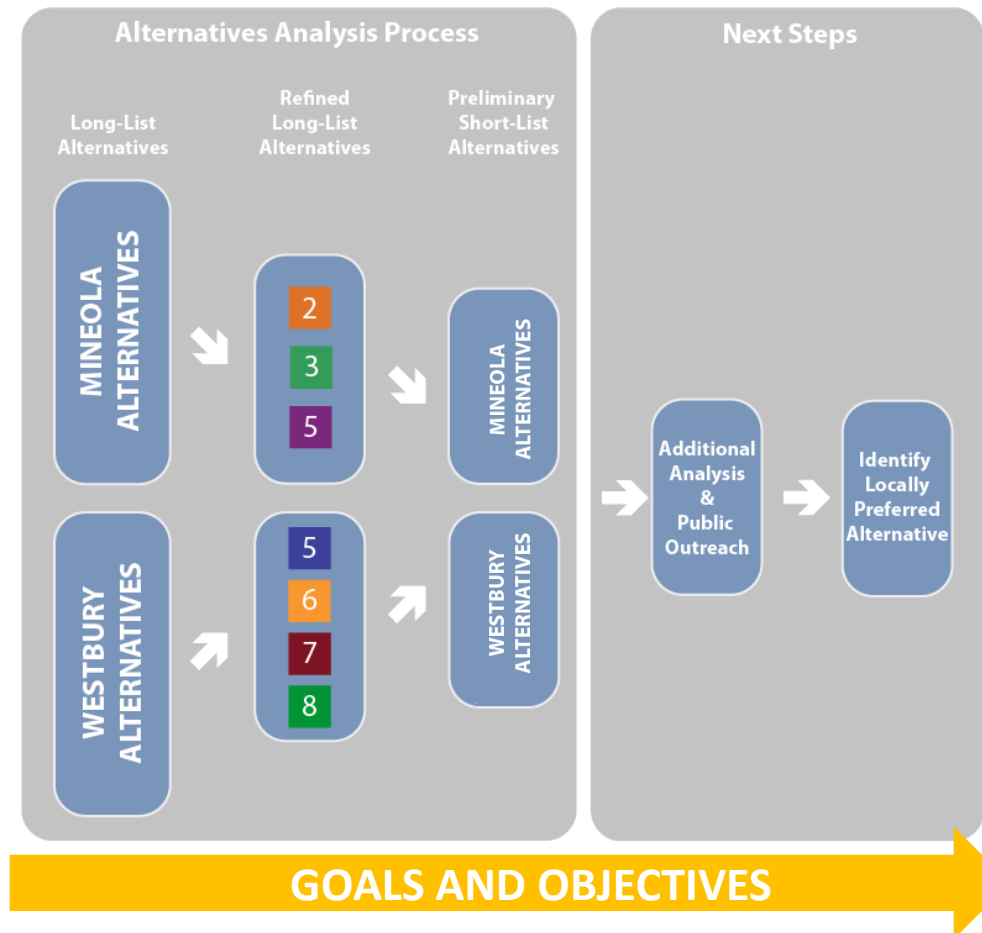 Alternatives Analysis Process
Next Steps
Long-List
Alternatives
Refined
Long-List
Alternatives
Preliminary
Short-List
Alternatives
MINEOLA
ALTERNATIVES
2
3
5
MINEOLA
ALTERNATIVES
WESTBURY
ALTERNATIVES
5
6
7
8
WESTBURY
ALTERNATIVES
Additional
Analysis
&
Public
Outreach
Identify
Locally
Preferred
Alternative
GOALS AND OBJECTIVES